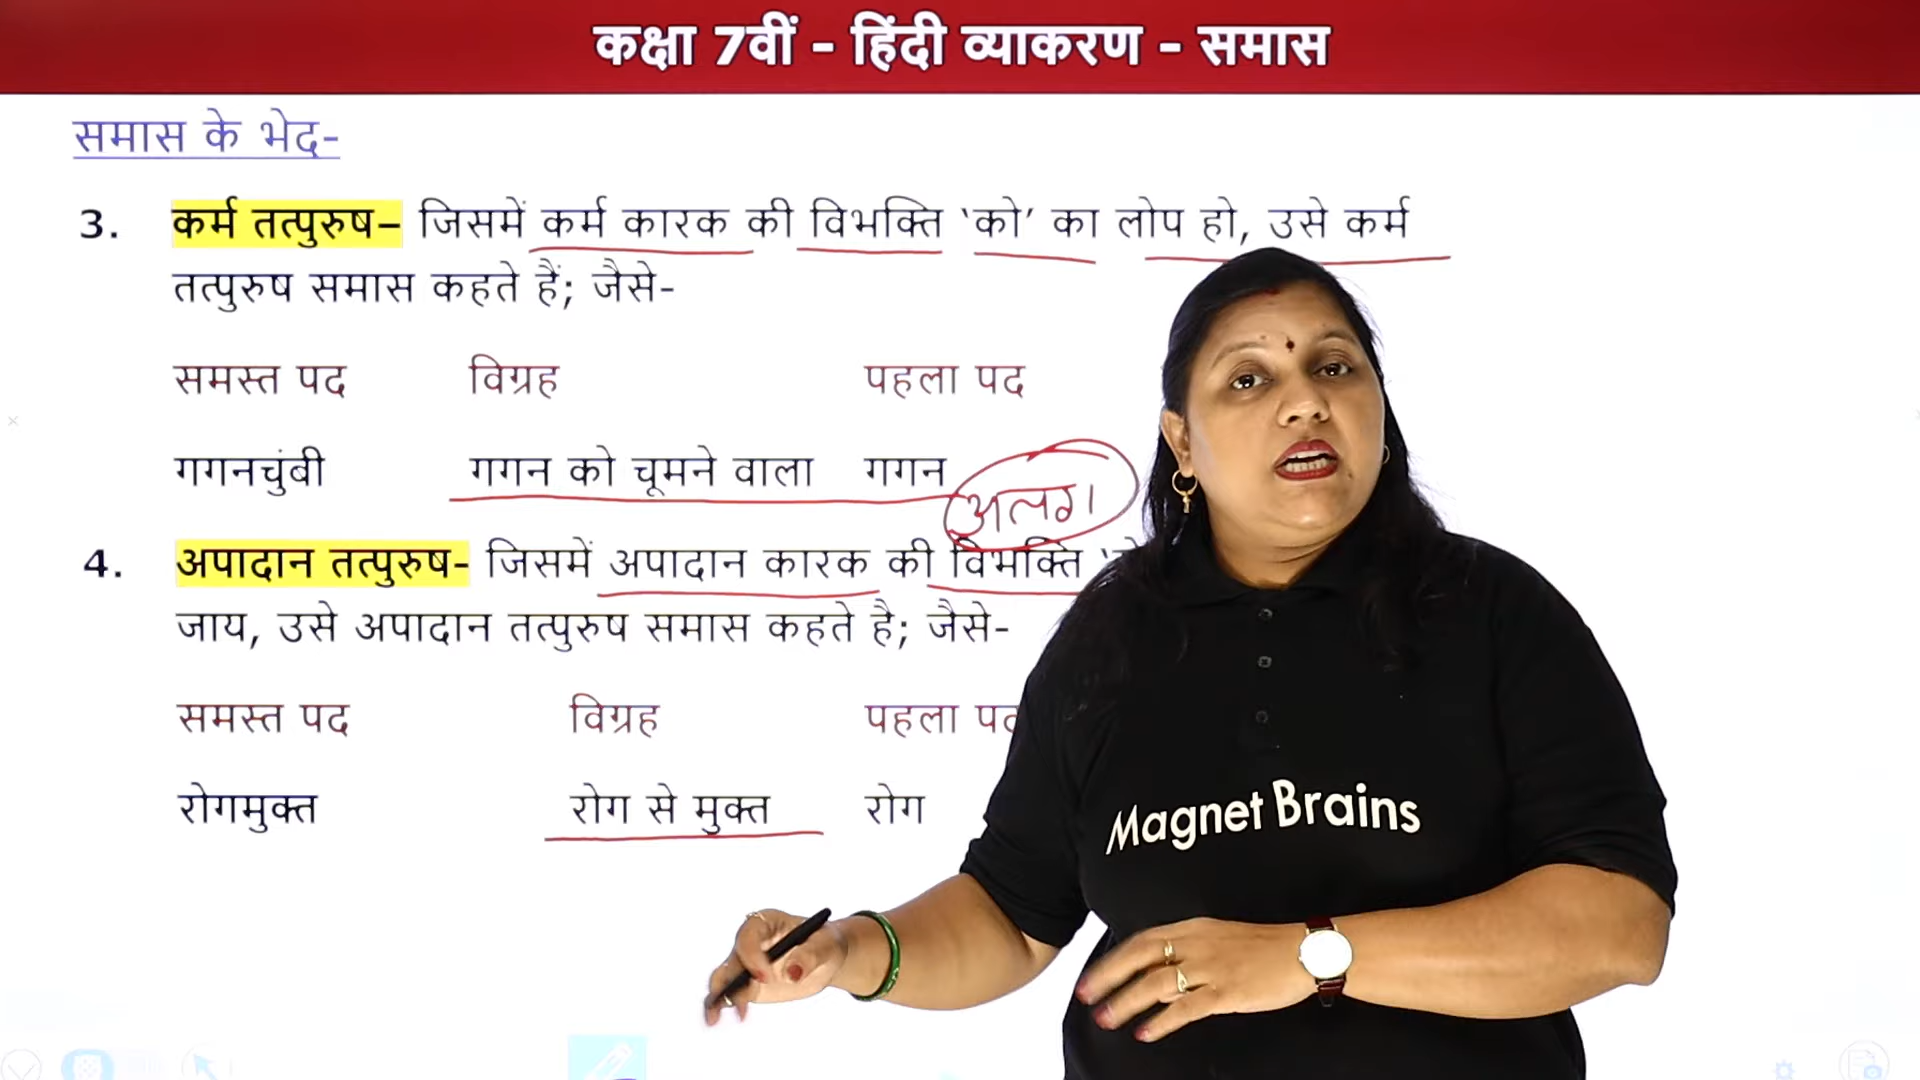 कक्षा 7वीं - हिंदी व्याकरण - समास
समास के भेद-
3. कर्म तत्पुरुष– जिसमें कर्म कारक की विभक्ति 'को' का लोप हो, उसे कर्म
तत्पुरुष समास कहते हैं; जैसे-
समस्त पद विग्रह पहला पद
गगनचुंबी गगन को चूमने वाला गगन
4. अपादान तत्पुरुष- जिसमें अपादान कारक की विभक्ति
जाय, उसे अपादान तत्पुरुष समास कहते है; जैसे-
समस्त पद विग्रह पहला
रोगमुक्त रोग से मुक्त रोग
Magnet Brains